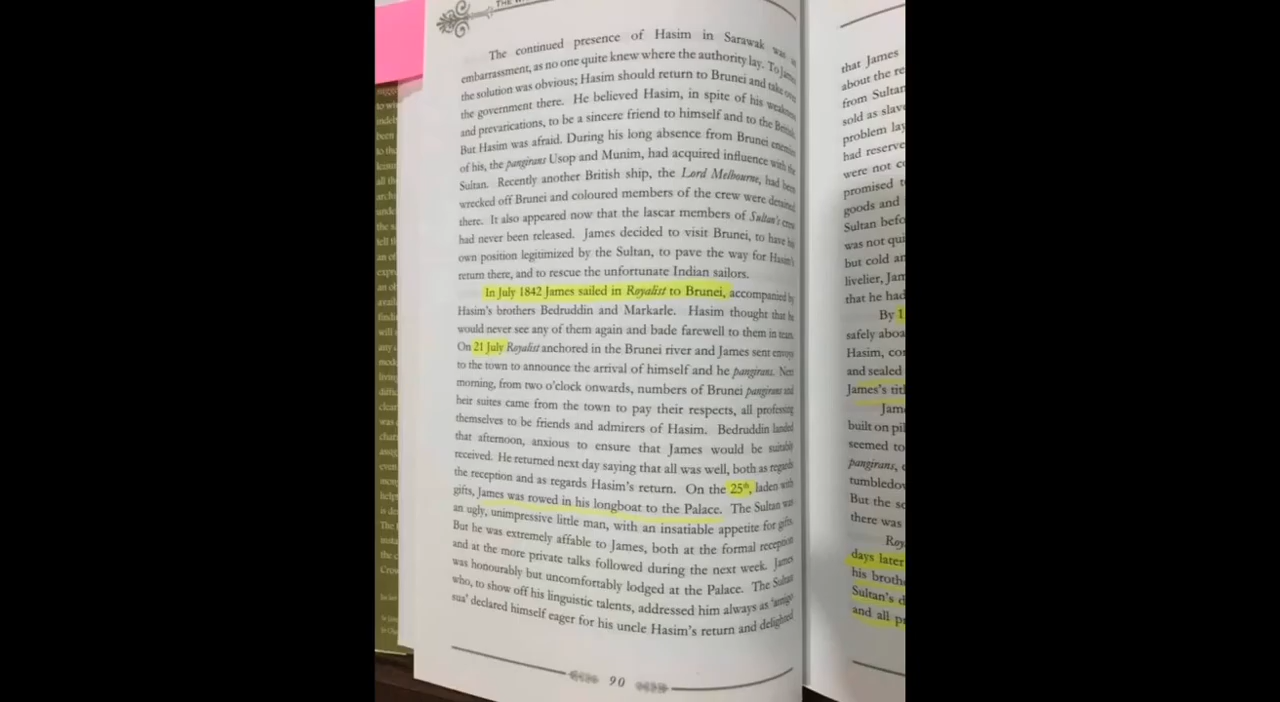 THE
The continued presence of Hasim in Sarawak was
embarrassment, as no one quite knew where the authority lay. To James
the solution was obvious; Hasim should return to Brunei and take over
the government there. He believed Hasim, in spite of his weakness
and prevarications, to be a sincere friend to himself and to the British.
But Hasim was afraid. During his long absence from Brunei enemies
of his, the pangirans Usop and Munim, had acquired influence with the
Sultan. Recently another British ship, the Lord Melbourne, had been
wrecked off Brunei and coloured members of the crew were detained
there. It also appeared now that the lascar members of Sultan's crew
had never been released. James decided to visit Brunei, to have his
own position legitimized by the Sultan, to pave the way for Hasim's
return there, and to rescue the unfortunate Indian sailors.
In July 1842 James sailed in Royalist to Brunei, accompanied by
Hasim's brothers Bedruddin and Markarle. Hasim thought that he
would never see any of them again and bade farewell to them in tears.
On 21 July Royalist anchored in the Brunei river and James sent envoys
to the town to announce the arrival of himself and he pangirans. Next
morning, from two o'clock onwards, numbers of Brunei pangirans and
heir suites came from the town to pay their respects, all professing
themselves to be friends and admirers of Hasim. Bedruddin landed
that afternoon, anxious to ensure that James would be suitably
received. He returned next day saying that all was well, both as regards
the reception and as regards Hasim's return. On the 25th, laden with
gifts, James was rowed in his longboat to the Palace. The Sultan was
an ugly, unimpressive little man, with an insatiable appetite for gifts.
But he was extremely affable to James, both at the formal reception
and at the more private talks followed during the next week. James
was honourably but uncomfortably lodged at the Palace. The Sultan
who, to show off his linguistic talents, addressed him always as 'amigo
sua' declared himself eager for his uncle Hasim's return and delighted
90
that James
about the
from Sultan
sold as
problem
had
were not
promised
goods and
Sultan
was not
but cold
livelier,
that he had
By
safely
Hasim,
and sealed
James's
built on
seemed to
pangirans,
But the
there was
days later
his
Sultan's
and all